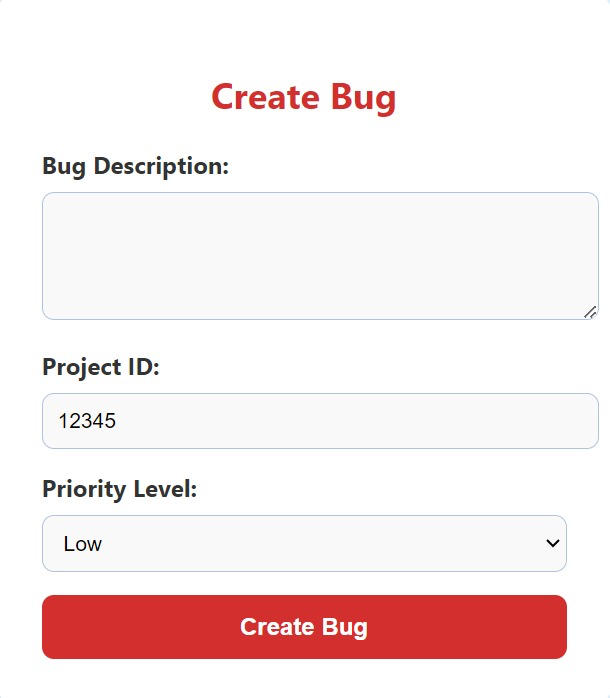 Create Bug
Bug Description:
Project ID:
12345
Priority Level:
Low
Create Bug